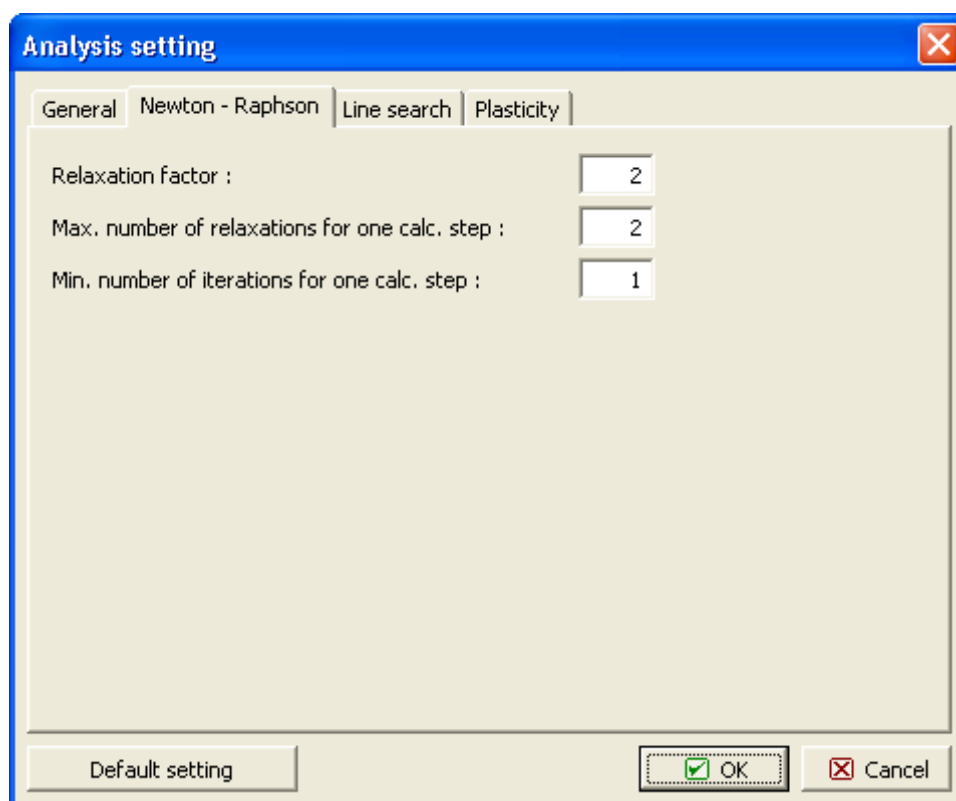 Analysis setting
General Newton - Raphson Line search Plasticity
Relaxation factor : 2
Max. number of relaxations for one calc. step : 2
Min. number of iterations for one calc. step : 1
Default setting OK Cancel